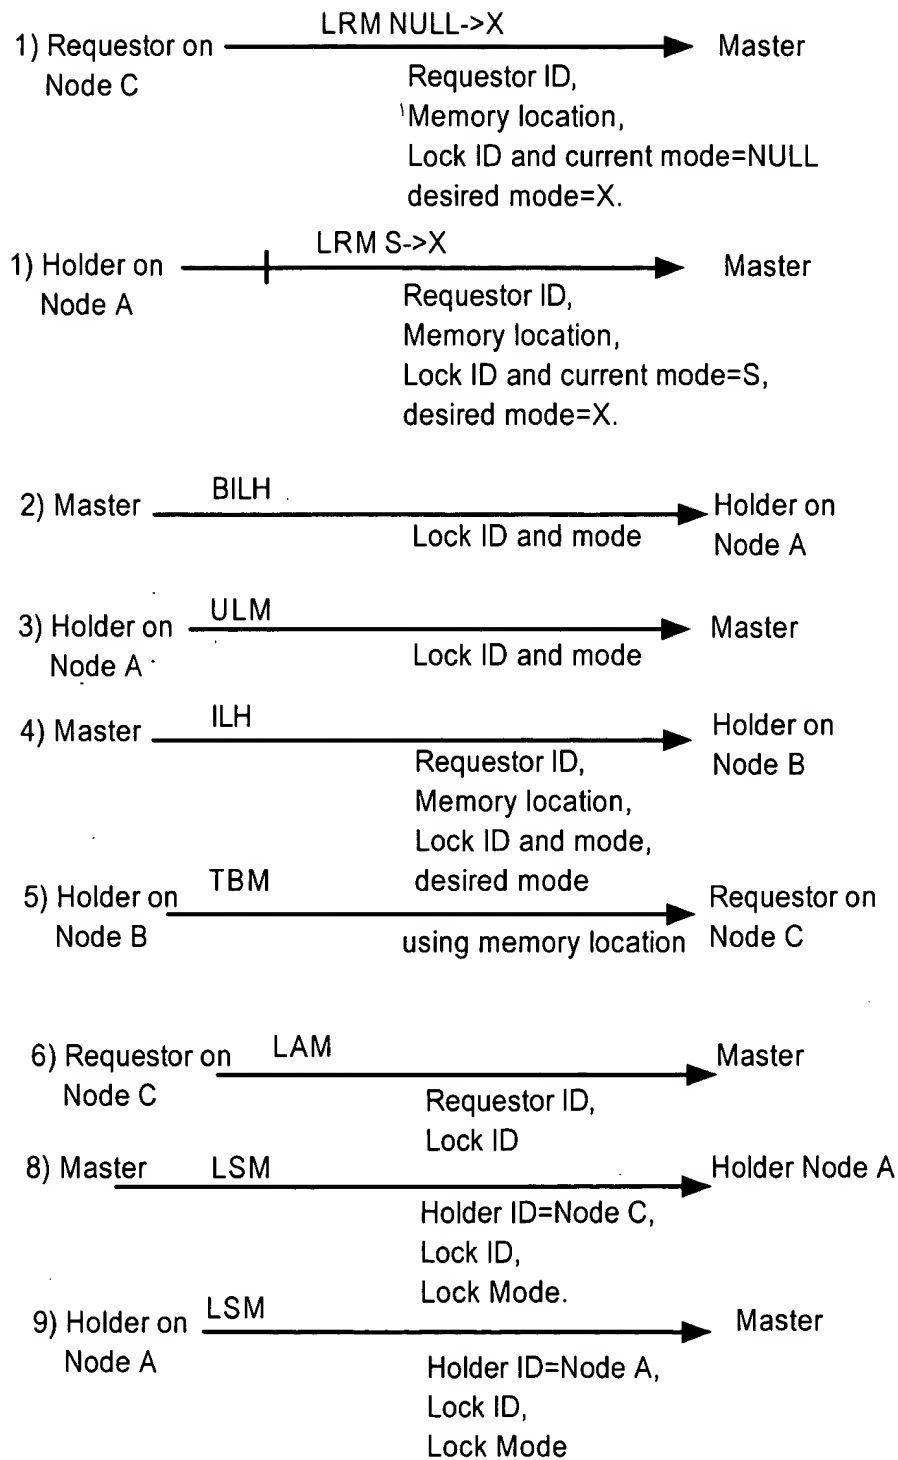 LRM NULL->X
1) Requestor on
Node C
Master
Requestor ID,
Memory location,
Lock ID and current mode=NULL
desired mode=X.
LRM S->X
1) Holder on
Node A
Master
Requestor ID,
Memory location,
Lock ID and current mode=S,
desired mode=X.
BILH
2) Master
Holder on
Node A
Lock ID and mode
ULM
3) Holder on
Node A
Master
Lock ID and mode
ILH
4) Master
Holder on
Node B
Requestor ID,
Memory location,
Lock ID and mode,
desired mode
TBM
5) Holder on
Node B
Requestor on
Node C
using memory location
LAM
6) Requestor on
Node C
Master
Requestor ID,
Lock ID
8) Master
LSM
Holder Node A
Holder ID=Node C,
Lock ID,
Lock Mode.
LSM
9) Holder on
Node A
Master
Holder ID=Node A,
Lock ID,
Lock Mode